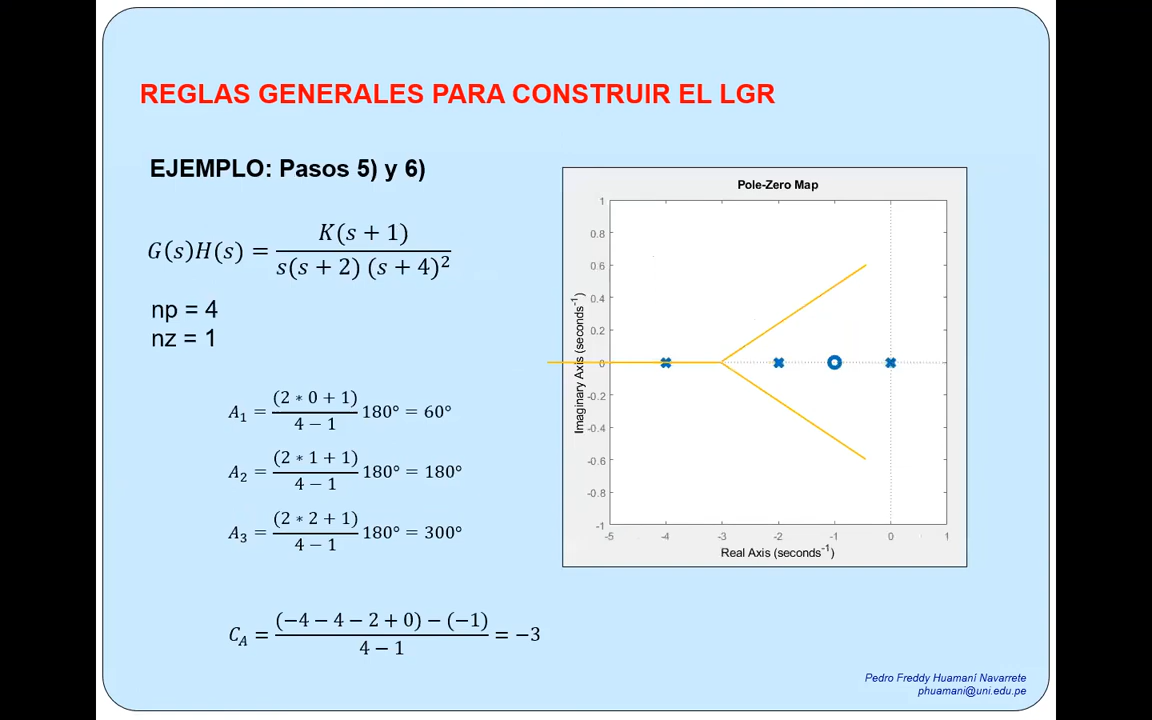 REGLAS GENERALES PARA CONSTRUIR EL LGR
EJEMPLO: Pasos 5) y 6)
G(s)H(s) = K(s + 1) / s(s + 2) (s + 4)²
np = 4
nz = 1
A₁ = (2 * 0 + 1) / 4 − 1 180° = 60°
A₂ = (2 * 1 + 1) / 4 − 1 180° = 180°
A₃ = (2 * 2 + 1) / 4 − 1 180° = 300°
C_A = (−4 − 4 − 2 + 0) − (−1) / 4 − 1 = −3
Pole-Zero Map
Imaginary Axis (seconds⁻¹)
1
0.8
0.6
0.4
0.2
0
-0.2
-0.4
-0.6
-0.8
-1
-5 -4 -3 -2 -1 0 1
Real Axis (seconds⁻¹)
Pedro Freddy Huamaní Navarrete
phuamani@uni.edu.pe